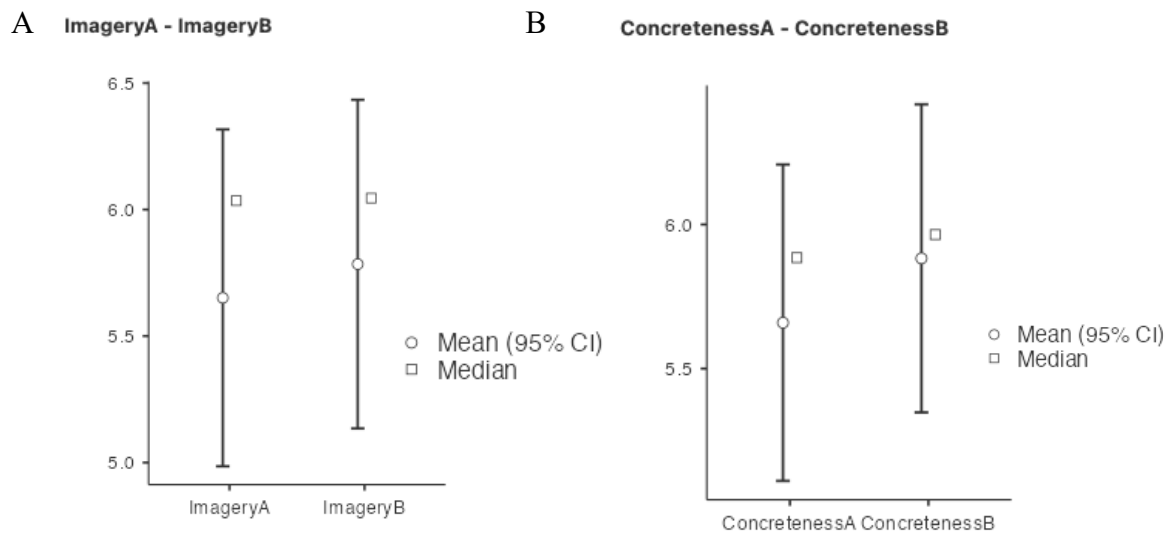 A ImageryA - ImageryB
6.5
6.0
5.5
5.0
ImageryA ImageryB
Mean (95% CI)
Median
B ConcretenessA - ConcretenessB
6.0
5.5
ConcretenessA ConcretenessB
Mean (95% CI)
Median